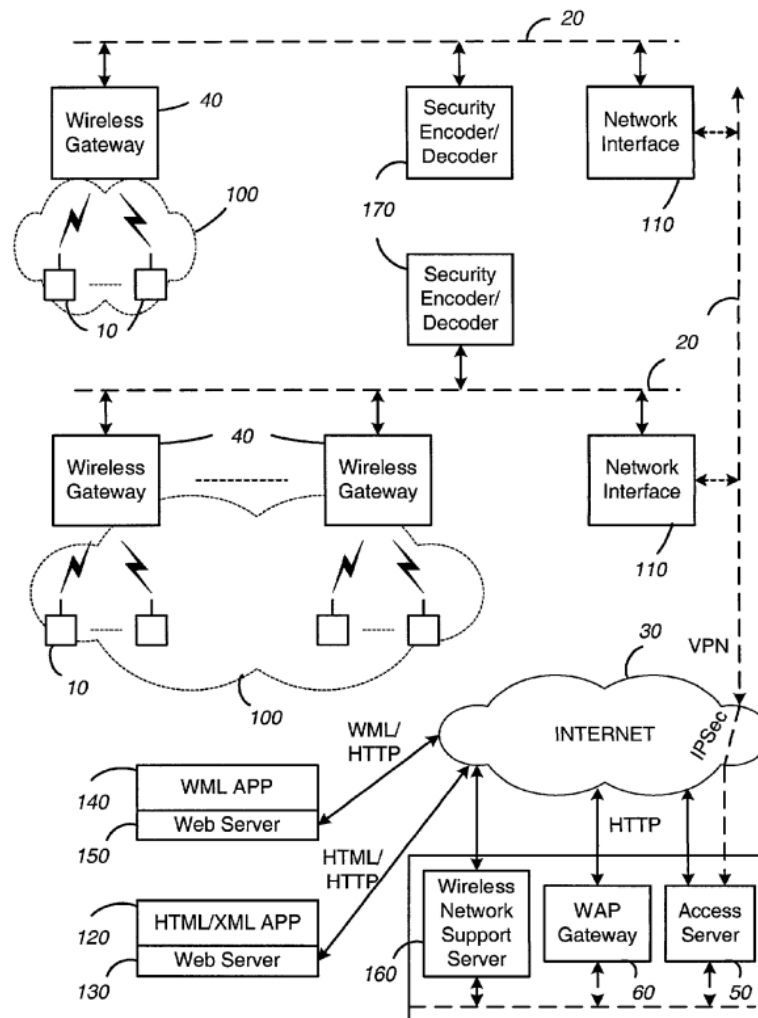 20
Wireless
Gateway
40
Security
Encoder/
Decoder
Network
Interface
100
170
110
10
Security
Encoder/
Decoder
20
Wireless
Gateway
40
Wireless
Gateway
Network
Interface
110
10
100
30
VPN
INTERNET
IPSec
WML/
HTTP
140
WML APP
150
Web Server
HTTP
HTML/
HTTP
120
HTML/XML APP
130
Web Server
Wireless
Network
Support
Server
160
WAP
Gateway
60
Access
Server
50